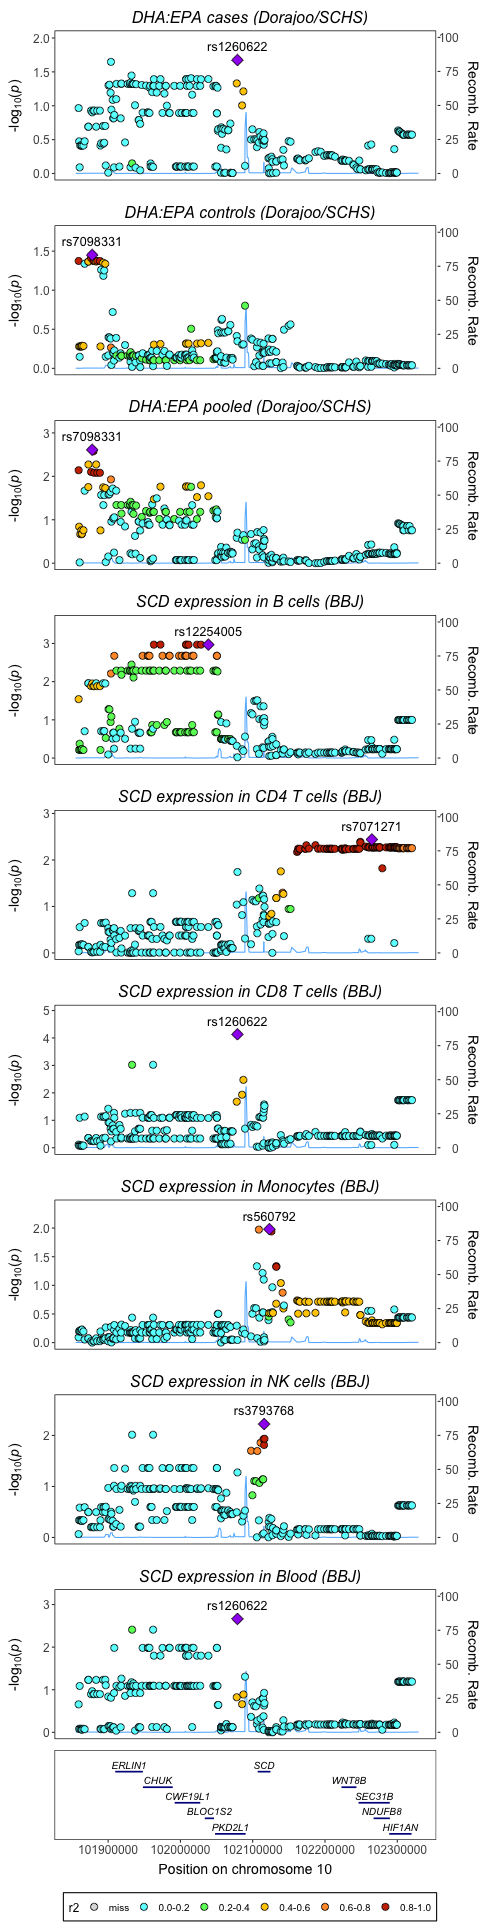 DHA:EPA cases (Dorajoo/SCHS)
rs1260622
2.0
1.5
1.0
0.5
0.0
-log10(p)
100
75
50
25
0
Recomb. Rate
DHA:EPA controls (Dorajoo/SCHS)
rs7098331
1.5
1.0
0.5
0.0
-log10(p)
100
75
50
25
0
Recomb. Rate
DHA:EPA pooled (Dorajoo/SCHS)
rs7098331
3
2
1
0
-log10(p)
100
75
50
25
0
Recomb. Rate
SCD expression in B cells (BBJ)
rs12254005
3
2
1
0
-log10(p)
100
75
50
25
0
Recomb. Rate
SCD expression in CD4 T cells (BBJ)
rs7071271
3
2
1
0
-log10(p)
100
75
50
25
0
Recomb. Rate
SCD expression in CD8 T cells (BBJ)
rs1260622
5
4
3
2
1
0
-log10(p)
100
75
50
25
0
Recomb. Rate
SCD expression in Monocytes (BBJ)
rs560792
2.0
1.5
1.0
0.5
0.0
-log10(p)
100
75
50
25
0
Recomb. Rate
SCD expression in NK cells (BBJ)
rs3793768
2
1
0
-log10(p)
100
75
50
25
0
Recomb. Rate
SCD expression in Blood (BBJ)
rs1260622
3
2
1
0
-log10(p)
100
75
50
25
0
Recomb. Rate
ERLIN1 SCD
CHUK WNT8B
CWF19L1 SEC31B
BLOC1S2 NDUFB8
PKD2L1 HIF1AN
101900000 102000000 102100000 102200000 102300000
Position on chromosome 10
r2 miss 0.0-0.2 0.2-0.4 0.4-0.6 0.6-0.8 0.8-1.0